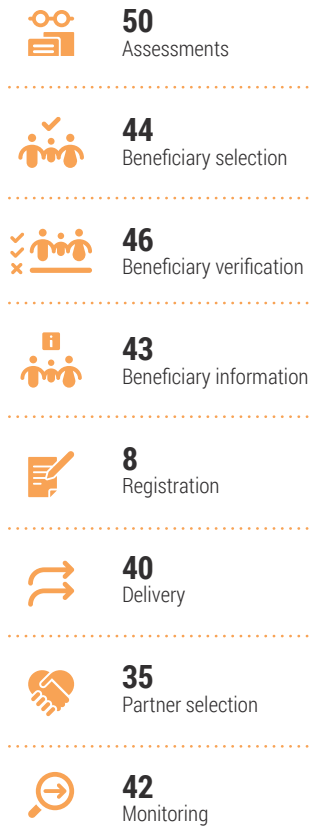 50
Assessments
44
Beneficiary selection
46
Beneficiary verification
i
43
Beneficiary information
8
Registration
40
Delivery
35
Partner selection
42
Monitoring